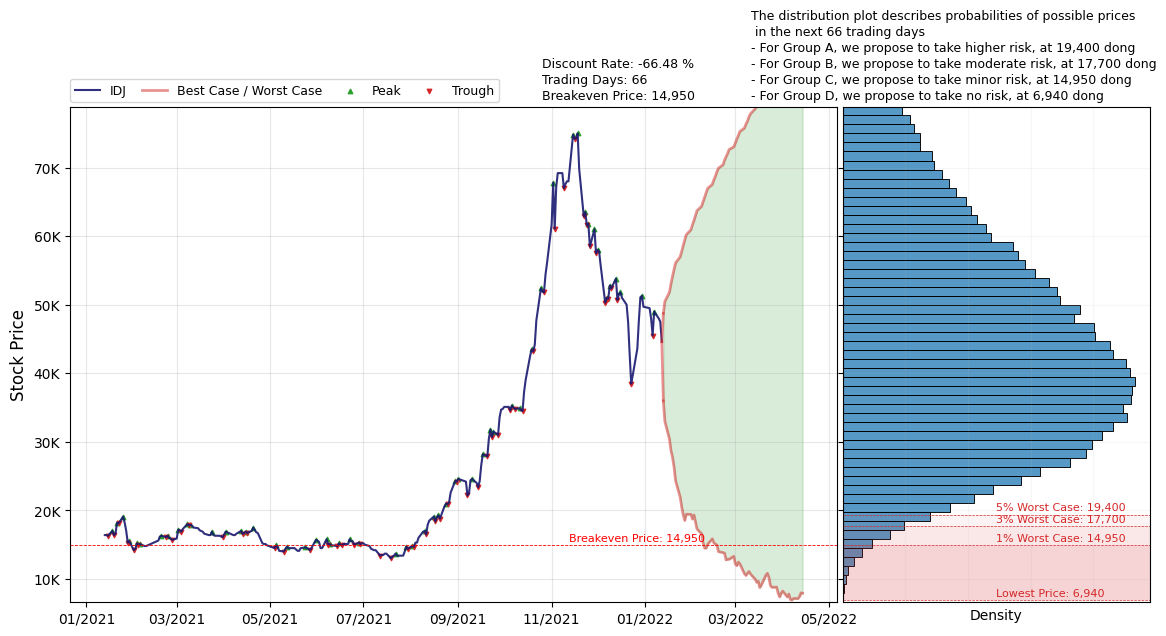 The distribution plot describes probabilities of possible prices
in the next 66 trading days
- For Group A, we propose to take higher risk, at 19,400 dong
- For Group B, we propose to take moderate risk, at 17,700 dong
- For Group C, we propose to take minor risk, at 14,950 dong
- For Group D, we propose to take no risk, at 6,940 dong
Discount Rate: -66.48 %
Trading Days: 66
Breakeven Price: 14,950
IDJ
Best Case / Worst Case
Peak
Trough
Stock Price
70K
60K
50K
40K
30K
20K
10K
Breakeven Price: 14,950
5% Worst Case: 19,400
3% Worst Case: 17,700
1% Worst Case: 14,950
Lowest Price: 6,940
01/2021
03/2021
05/2021
07/2021
09/2021
11/2021
01/2022
03/2022
05/2022
Density